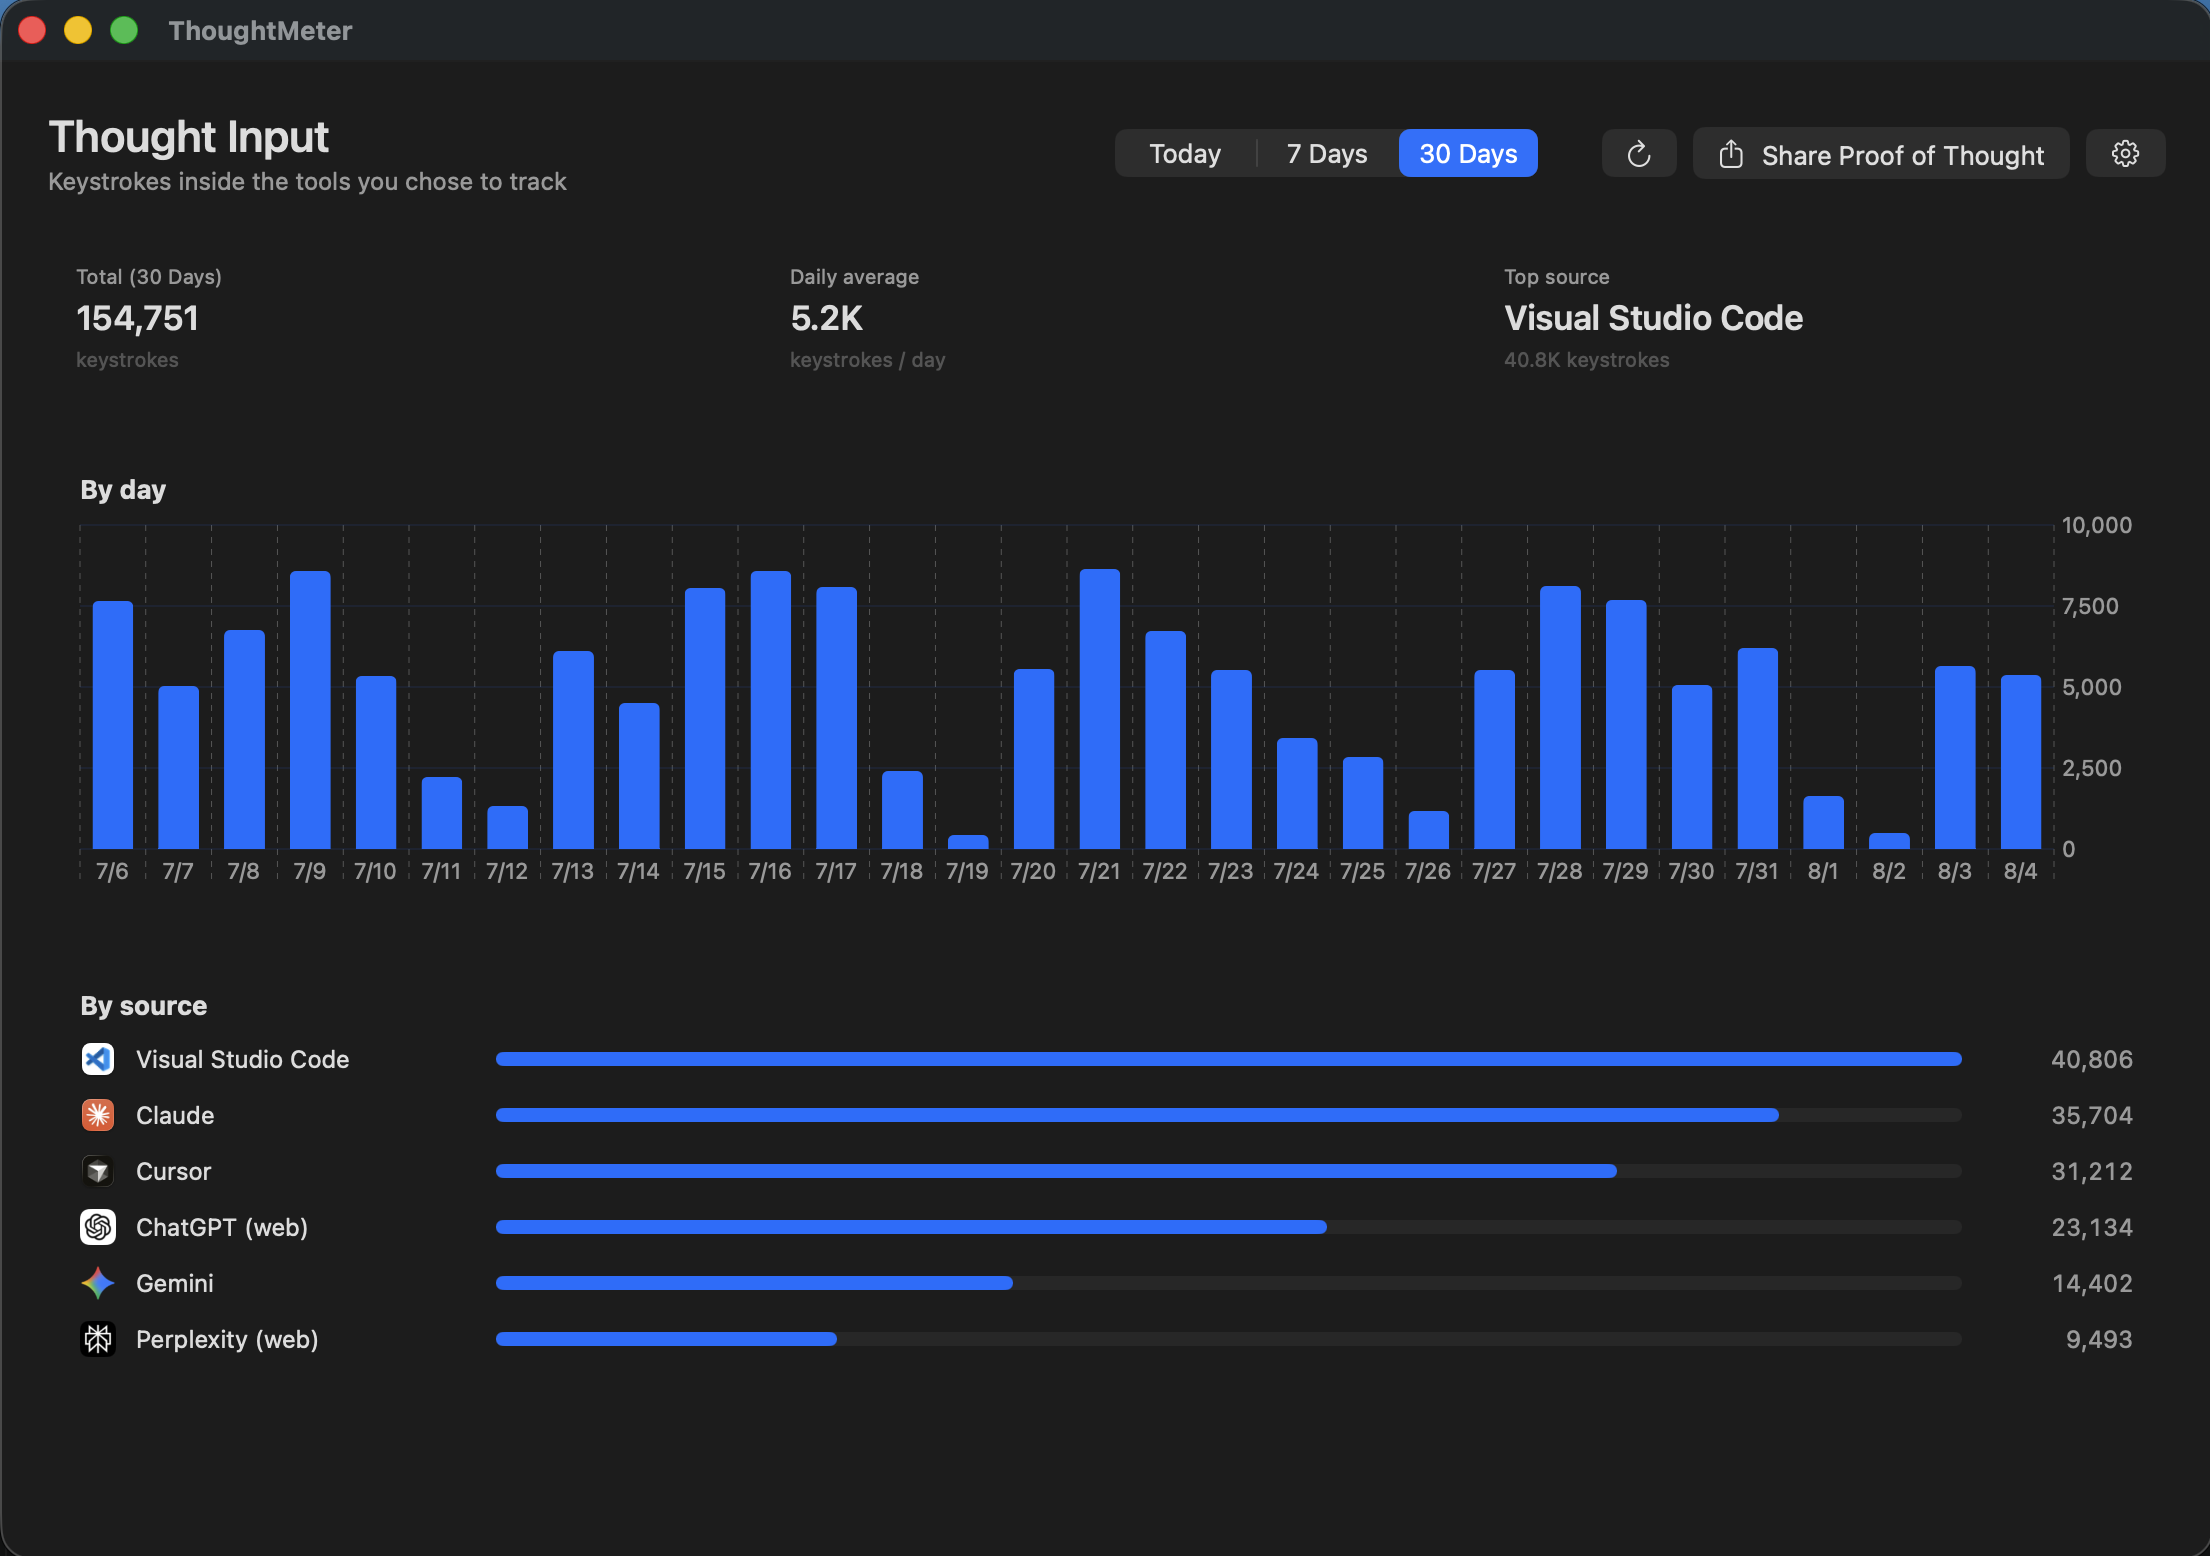 ThoughtMeter
Thought Input
Keystrokes inside the tools you chose to track
Today
7 Days
30 Days
Share Proof of Thought
Total (30 Days)
154,751
keystrokes
Daily average
5.2K
keystrokes / day
Top source
Visual Studio Code
40.8K keystrokes
By day
10,000
7,500
5,000
2,500
0
7/6 7/7 7/8 7/9 7/10 7/11 7/12 7/13 7/14 7/15 7/16 7/17 7/18 7/19 7/20 7/21 7/22 7/23 7/24 7/25 7/26 7/27 7/28 7/29 7/30 7/31 8/1 8/2 8/3 8/4
By source
Visual Studio Code 40,806
Claude 35,704
Cursor 31,212
ChatGPT (web) 23,134
Gemini 14,402
Perplexity (web) 9,493